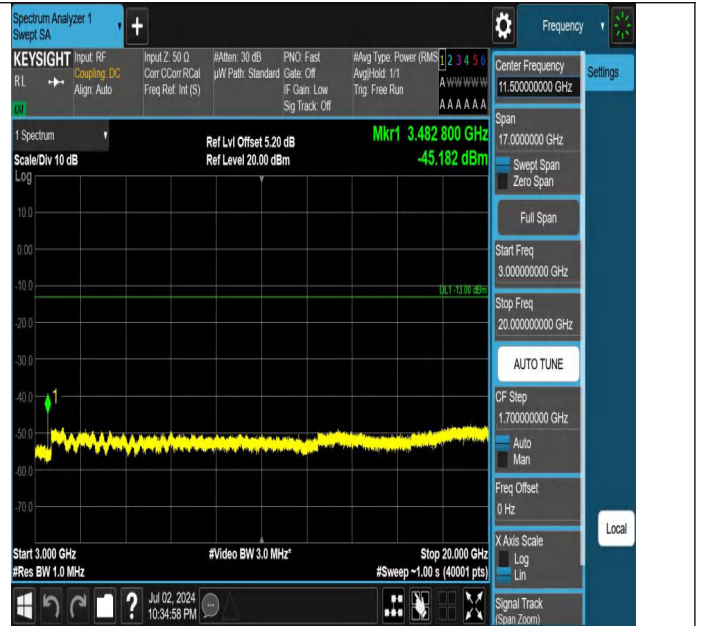 Spectrum Analyzer 1
Swept SA
+
Frequency
KEYSIGHT
RL
LXI
Input: RF
Coupling: DC
Align: Auto
Input Z: 50 Ω
Corr CCorr RCal
Freq Ref: Int (S)
#Atten: 30 dB
µW Path: Standard
PNO: Fast
Gate: Off
IF Gain: Low
Sig Track: Off
#Avg Type: Power (RMS
Avg|Hold: 1/1
Trig: Free Run
1 2 3 4 5 6
A W W W W W
A A A A A A
1 Spectrum
Scale/Div 10 dB
Log
Ref Lvl Offset 5.20 dB
Ref Level 20.00 dBm
Mkr1 3.482 800 GHz
-45.182 dBm
10.0
0.00
-10.0
-20.0
-30.0
-40.0
-50.0
-60.0
-70.0
DL1 -13.00 dBm
1
Start 3.000 GHz
#Res BW 1.0 MHz
#Video BW 3.0 MHz*
Stop 20.000 GHz
#Sweep ~1.00 s (40001 pts)
Center Frequency
11.500000000 GHz
Span
17.0000000 GHz
Swept Span
Zero Span
Full Span
Start Freq
3.000000000 GHz
Stop Freq
20.000000000 GHz
AUTO TUNE
CF Step
1.700000000 GHz
Auto
Man
Freq Offset
0 Hz
X Axis Scale
Log
Lin
Signal Track
(Span Zoom)
Settings
Local
?
Jul 02, 2024
10:34:58 PM